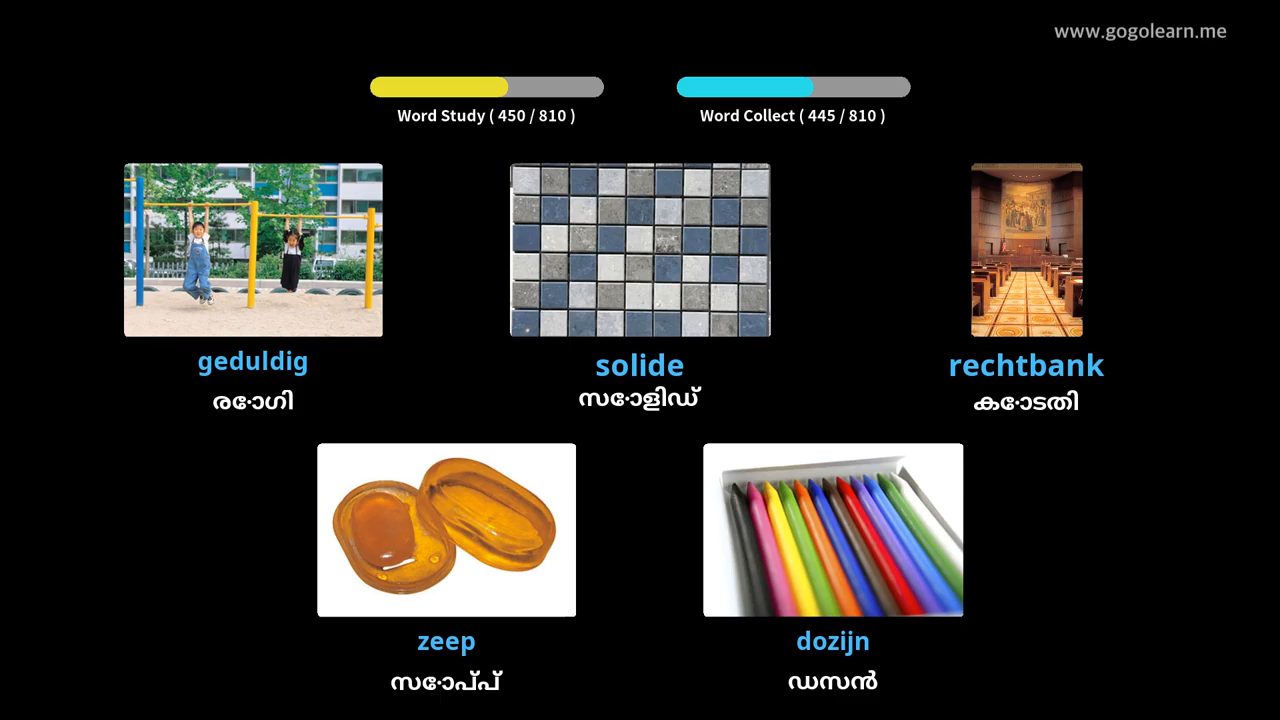 www.gogolearn.me
Word Study ( 450 / 810 )
Word Collect ( 445 / 810 )
geduldig
രോഗി
solide
സോളിഡ്
rechtbank
കോടതി
zeep
സോപ്പ്
dozijn
ഡസൻ